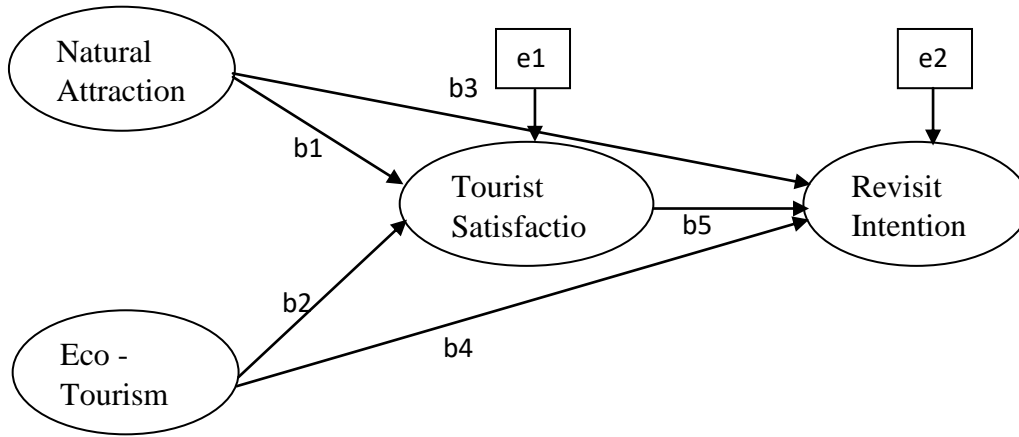 Natural
Attraction
e1
e2
b3
b1
Tourist
Satisfactio
Revisit
Intention
b5
b2
b4
Eco -
Tourism